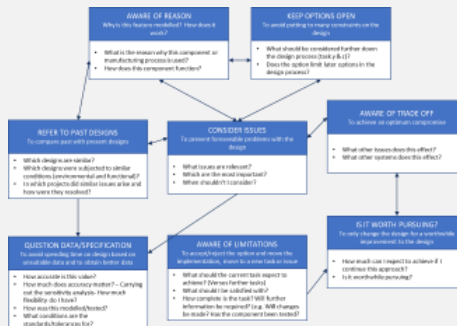 AWARE OF REASON
Why is this feature modelled? How does it
work?
What is the reason why this component or
manufacturing process is used?
How does this component function?
KEEP OPTIONS OPEN
To avoid putting to many constraints on the
design
What should be considered further down
the design process (task y & z)?
Does the option limit later options in the
design process?
REFER TO PAST DESIGNS
To compare past with present designs
Which designs are similar?
Which designs were subjected to similar
conditions (environmental and functional)?
In which projects did similar issues arise and
how were they resolved?
CONSIDER ISSUES
To prevent foreseeable problems with the
design
What issues are relevant?
Which are the most important?
When should/n't I consider?
AWARE OF TRADE OFF
To achieve an optimum compromise
What other issues does this effect?
What other systems does this effect?
QUESTION DATA/SPECIFICATION
To avoid spending time on design based on
unsuitable data and to obtain better data
How accurate is this value?
How much does accuracy matter? – Carrying
out the sensitivity analysis- How much
flexibility do I have?
How was this modelled/tested?
What conditions are the
standards/tolerances for?
AWARE OF LIMITATIONS
To accept/reject the option and move the
implementation, move to a new task or issue
What should the current task expect to
achieve? (Verses further tasks)
What should I be satisfied with?
How complete is the task? Will further
information be required? (e.g. Will changes
be made? Has the component been tested?
IS IT WORTH PURSUING?
To only change the design for a worthwhile
improvement to the design
How much can I expect to achieve if I
continue this approach?
Is it worth pursuing?